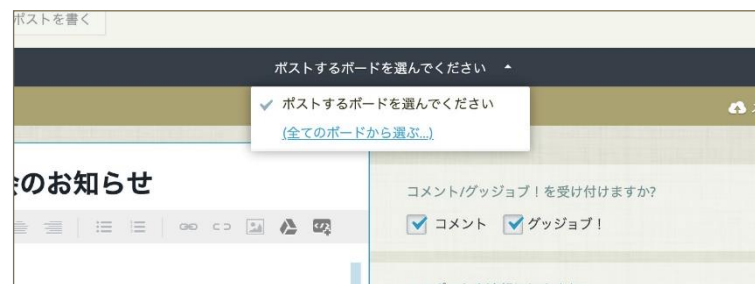 ポストを書く
ポストするボードを選んでください
ポストするボードを選んでください
(全てのボードから選ぶ...)
のお知らせ
コメント/グッジョブ！を受け付けますか?
コメント グッジョブ！